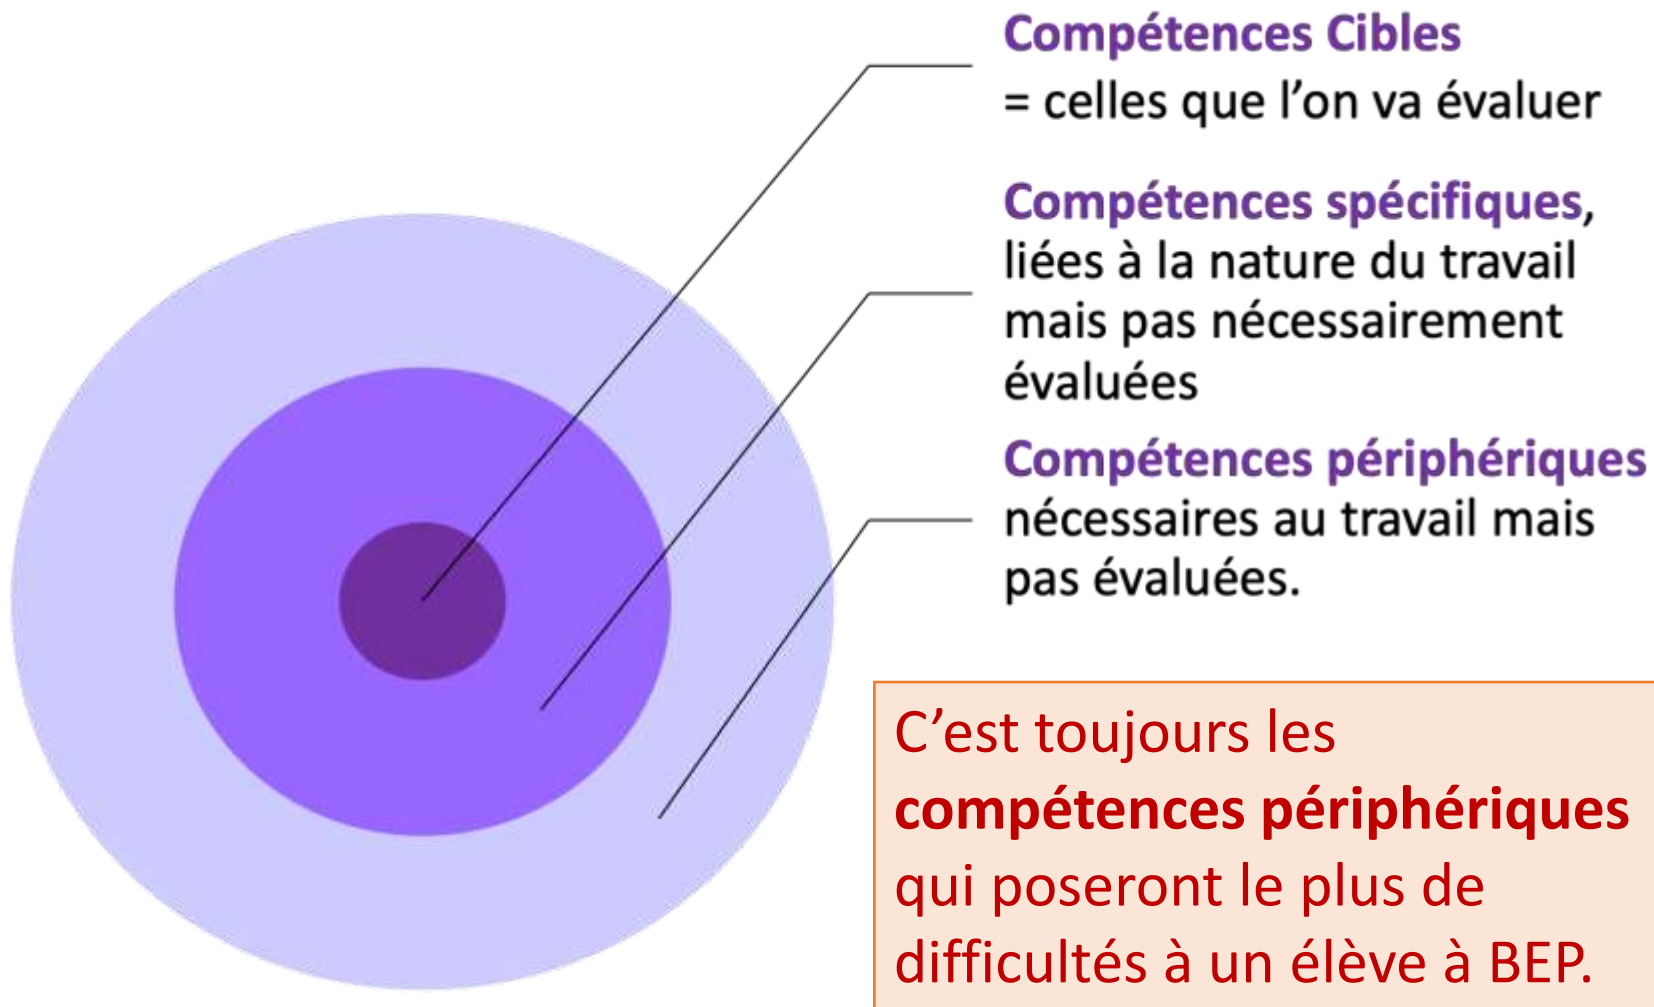 Compétences Cibles
= celles que l’on va évaluer
Compétences spécifiques,
liées à la nature du travail
mais pas nécessairement
évaluées
Compétences périphériques
nécessaires au travail mais
pas évaluées.
C’est toujours les
compétences périphériques
qui poseront le plus de
difficultés à un élève à BEP.